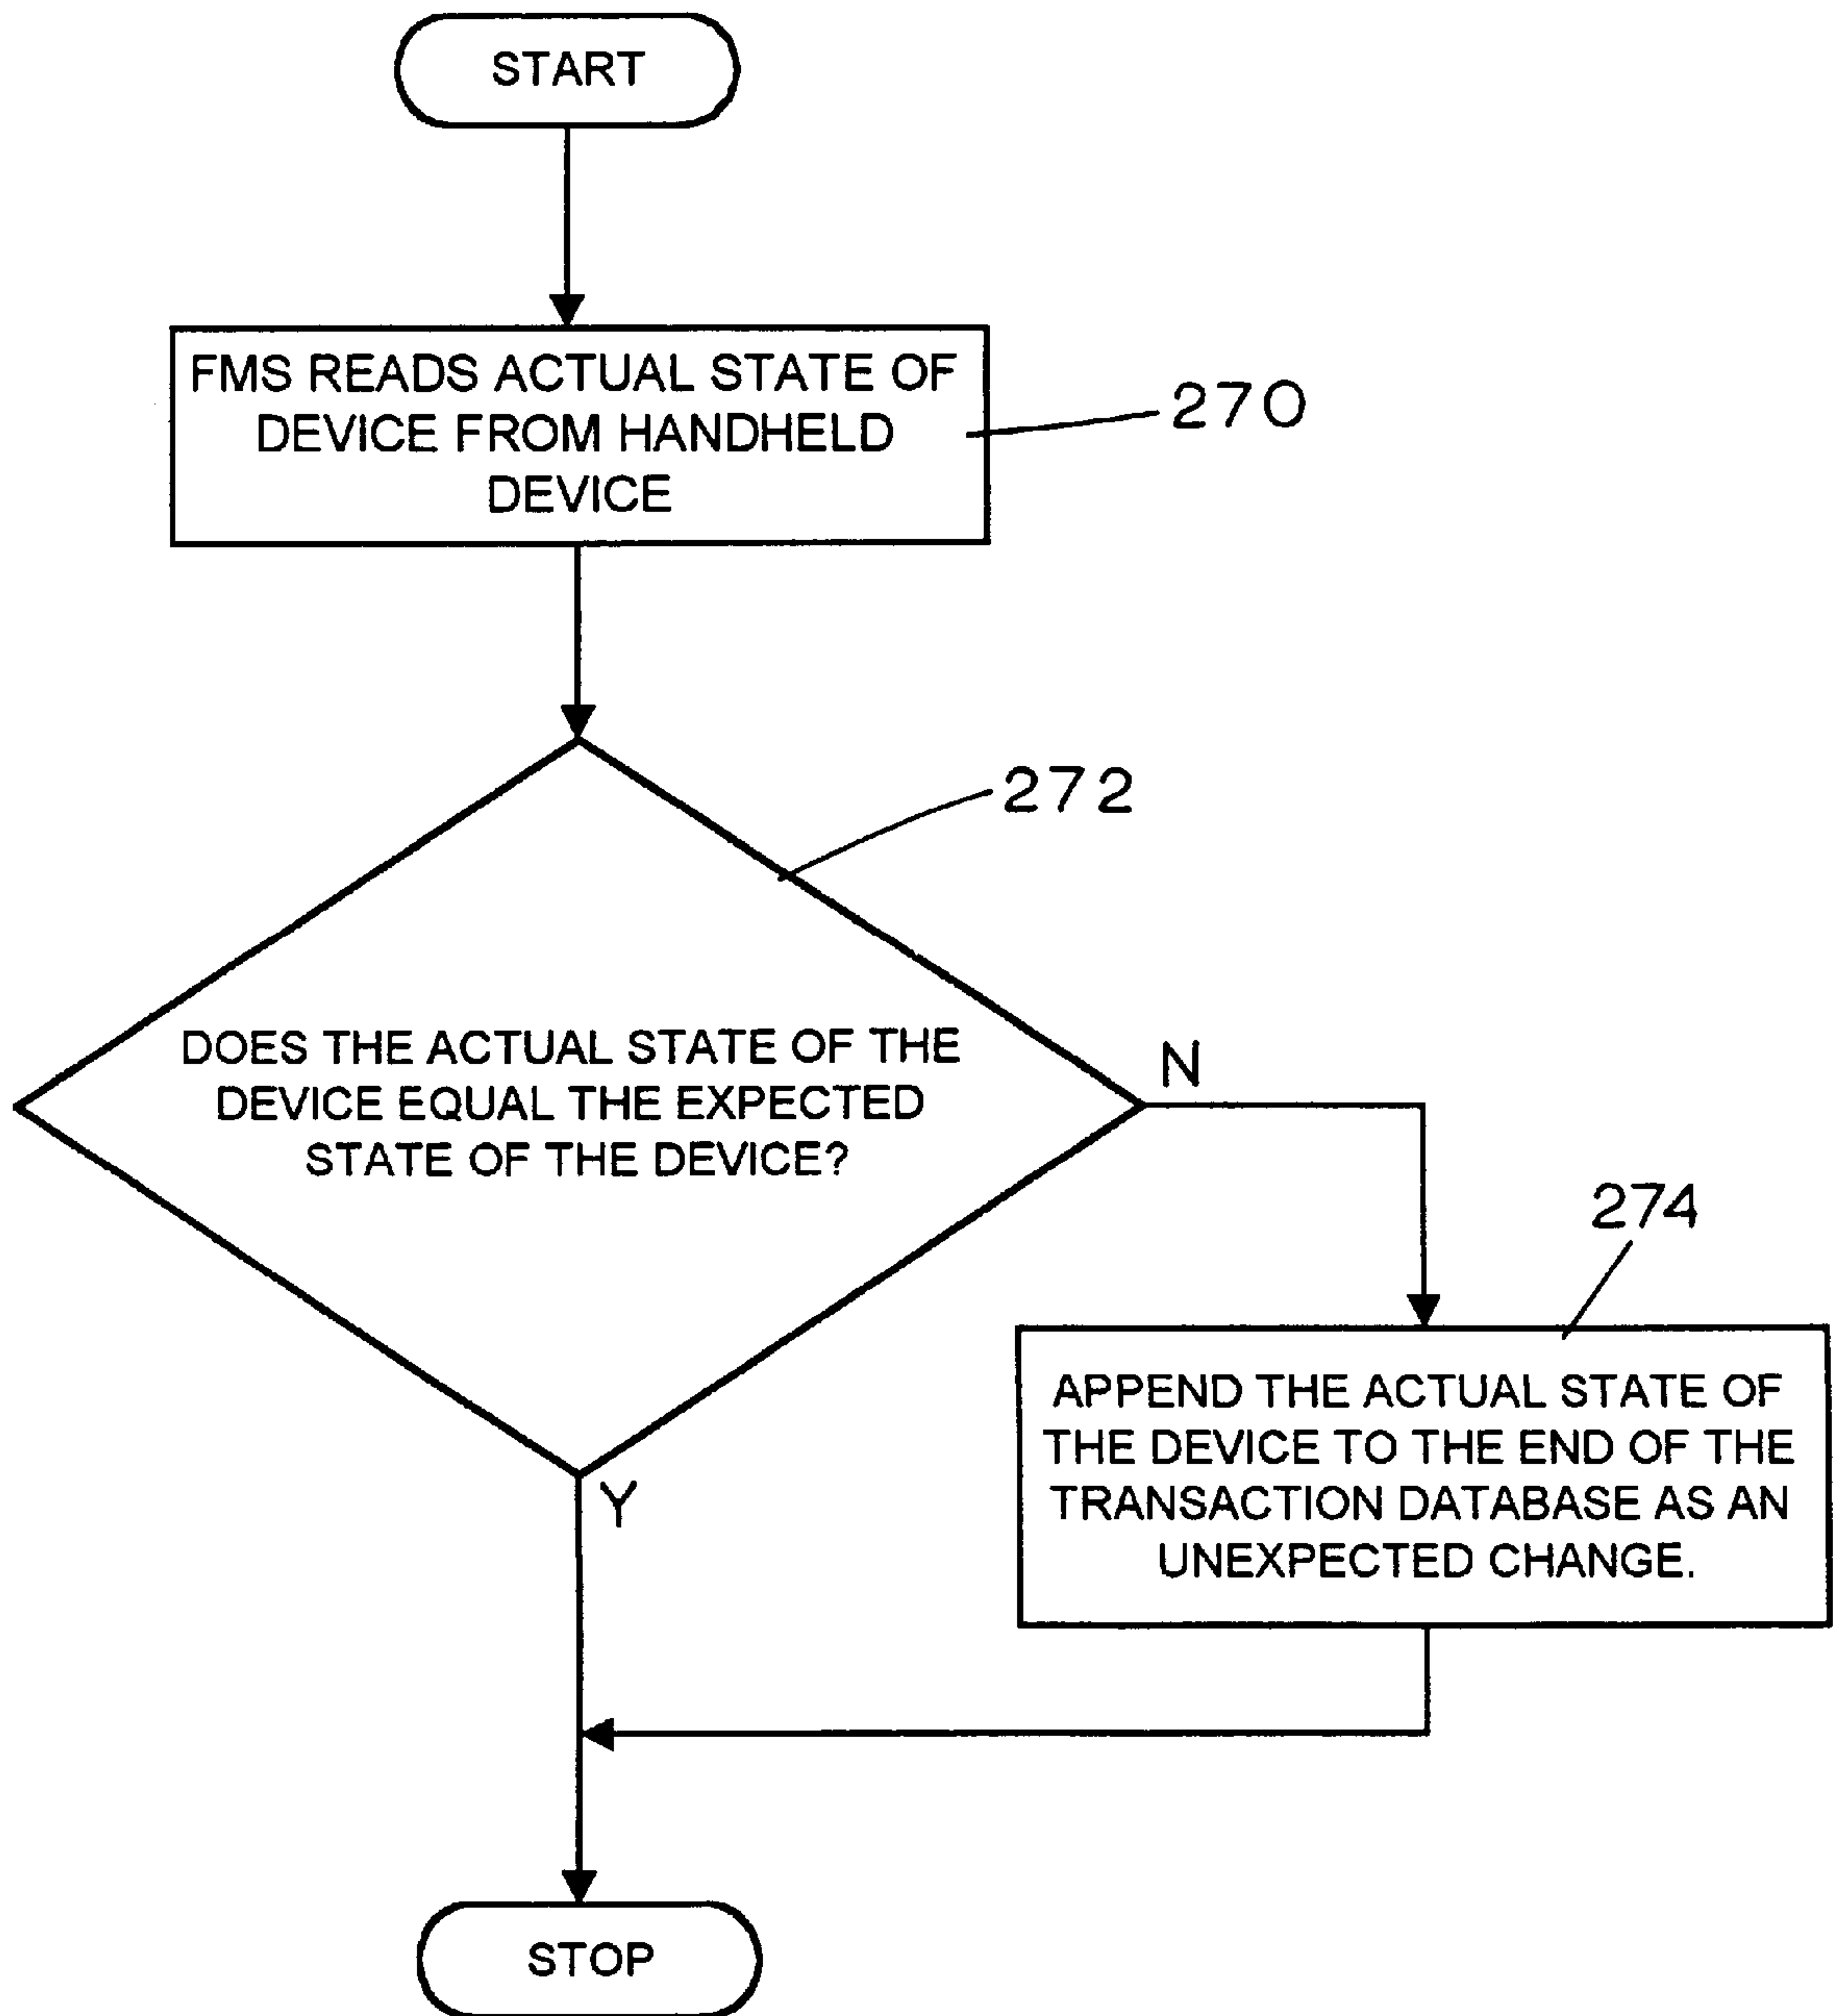 START
FMS READS ACTUAL STATE OF
DEVICE FROM HANDHELD
DEVICE
270
272
DOES THE ACTUAL STATE OF THE
DEVICE EQUAL THE EXPECTED
STATE OF THE DEVICE?
N
274
APPEND THE ACTUAL STATE OF
THE DEVICE TO THE END OF THE
TRANSACTION DATABASE AS AN
UNEXPECTED CHANGE.
Y
STOP